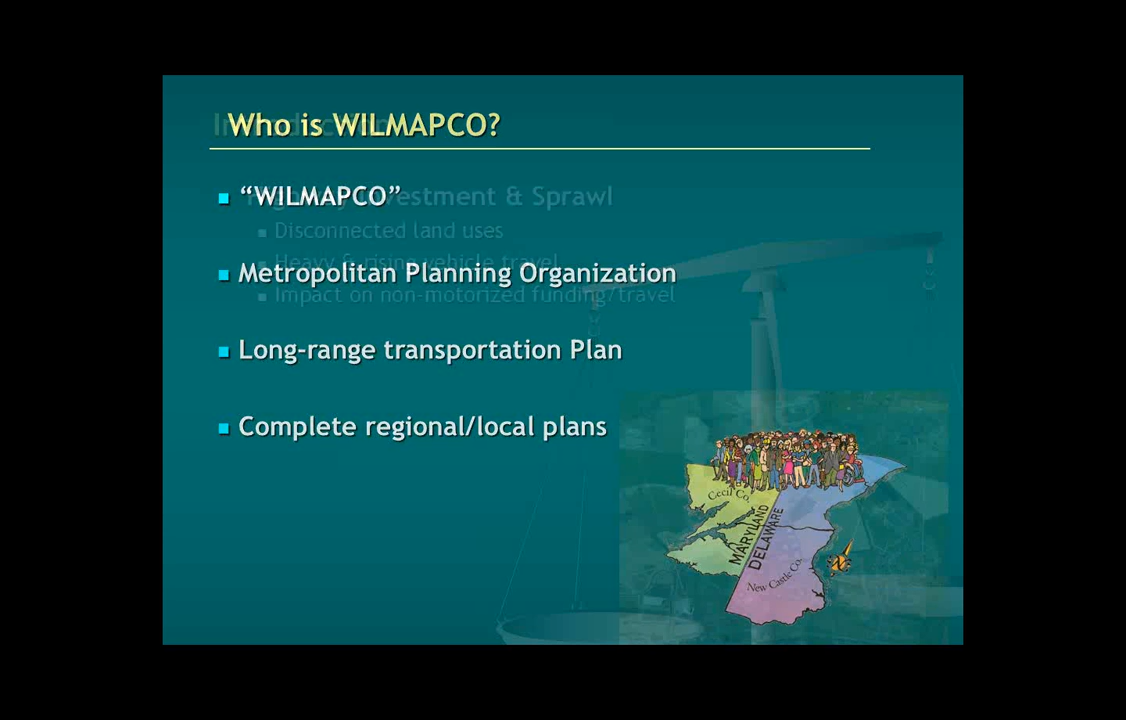 Who is WILMAPCO?
“WILMAPCO”
Investment & Sprawl
Disconnected land uses
Heavy & rising vehicle travel
Metropolitan Planning Organization
Impact on non-motorized funding/travel
Long-range transportation Plan
Complete regional/local plans
Cecil Co.
MARYLAND
DELAWARE
New Castle Co.
N